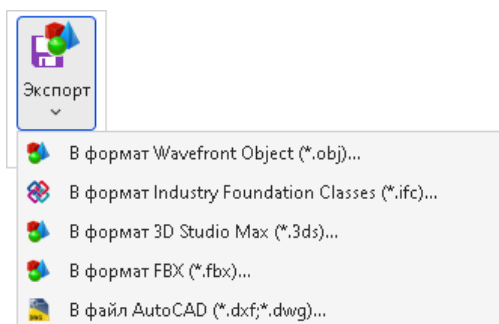 Экспорт
В формат Wavefront Object (*.obj)...
В формат Industry Foundation Classes (*.ifc)...
В формат 3D Studio Max (*.3ds)...
В формат FBX (*.fbx)...
В файл AutoCAD (*.dxf;*.dwg)...